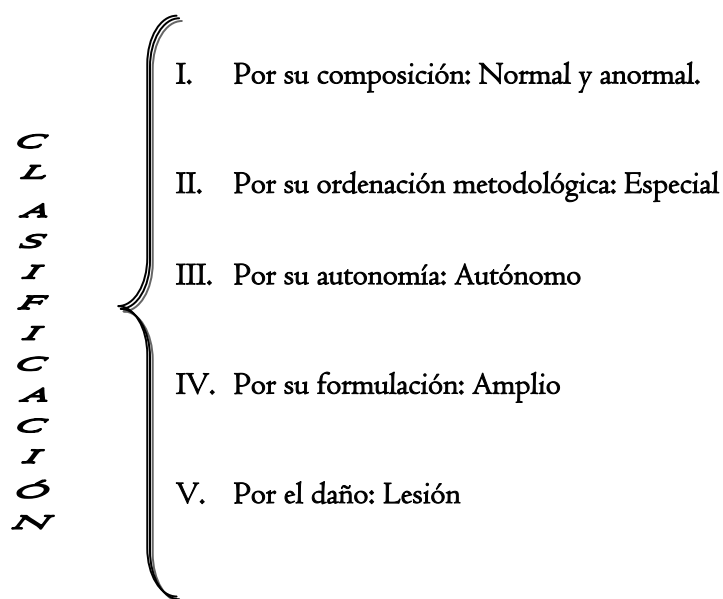 CLASIFICACIÓN
I. Por su composición: Normal y anormal.
II. Por su ordenación metodológica: Especial
III. Por su autonomía: Autónomo
IV. Por su formulación: Amplio
V. Por el daño: Lesión